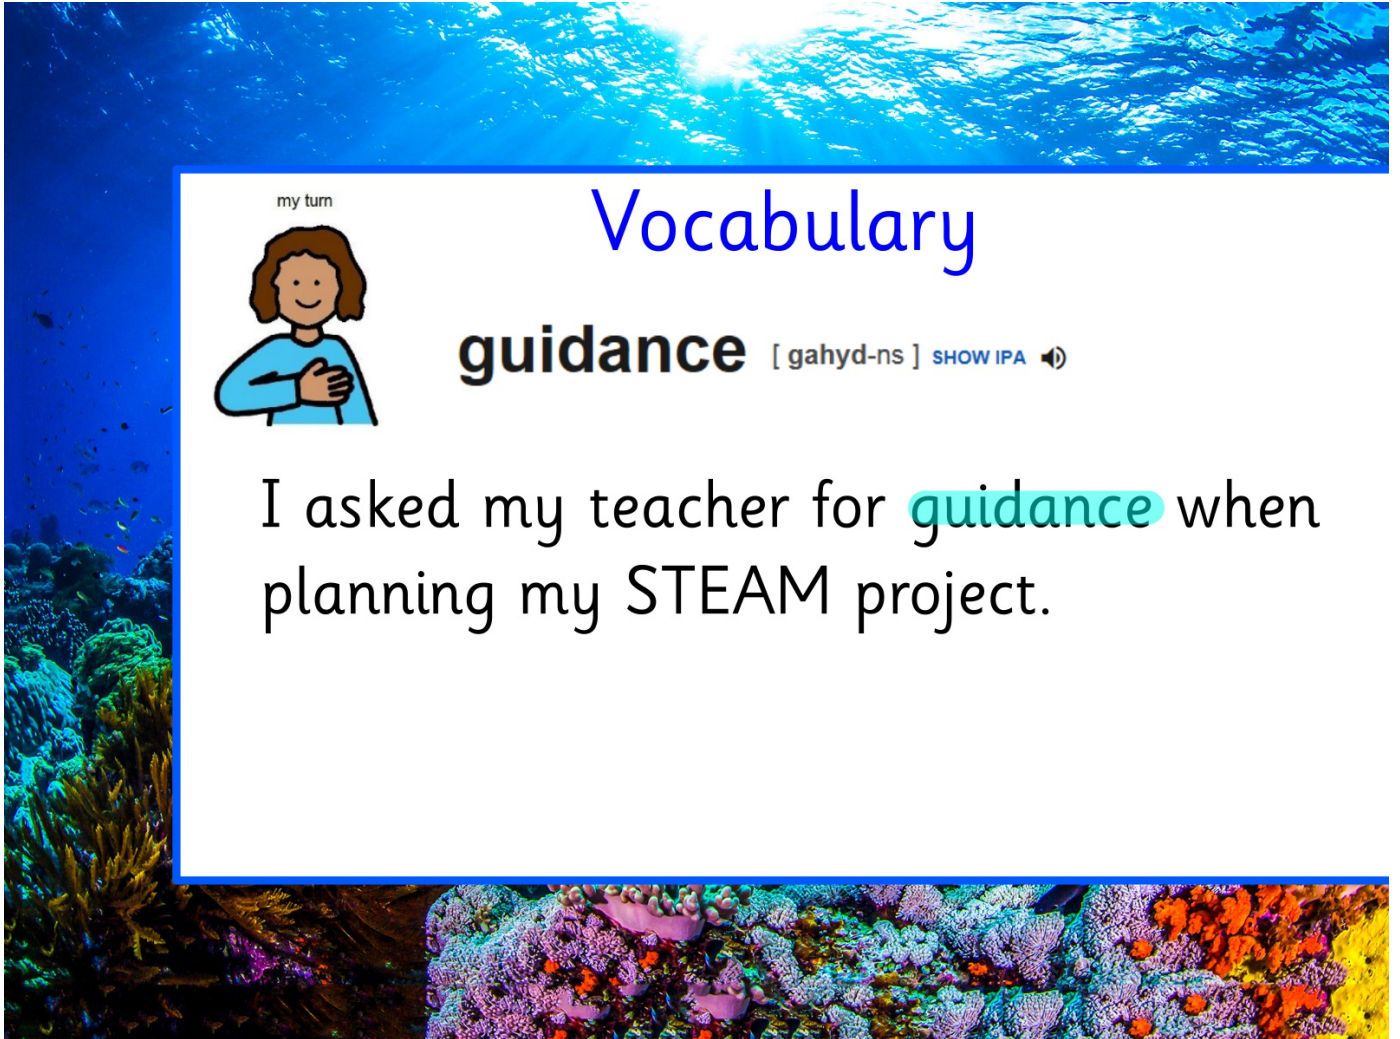 my turn
Vocabulary
guidance [ gahyd-ns ] SHOW IPA
I asked my teacher for guidance when
planning my STEAM project.